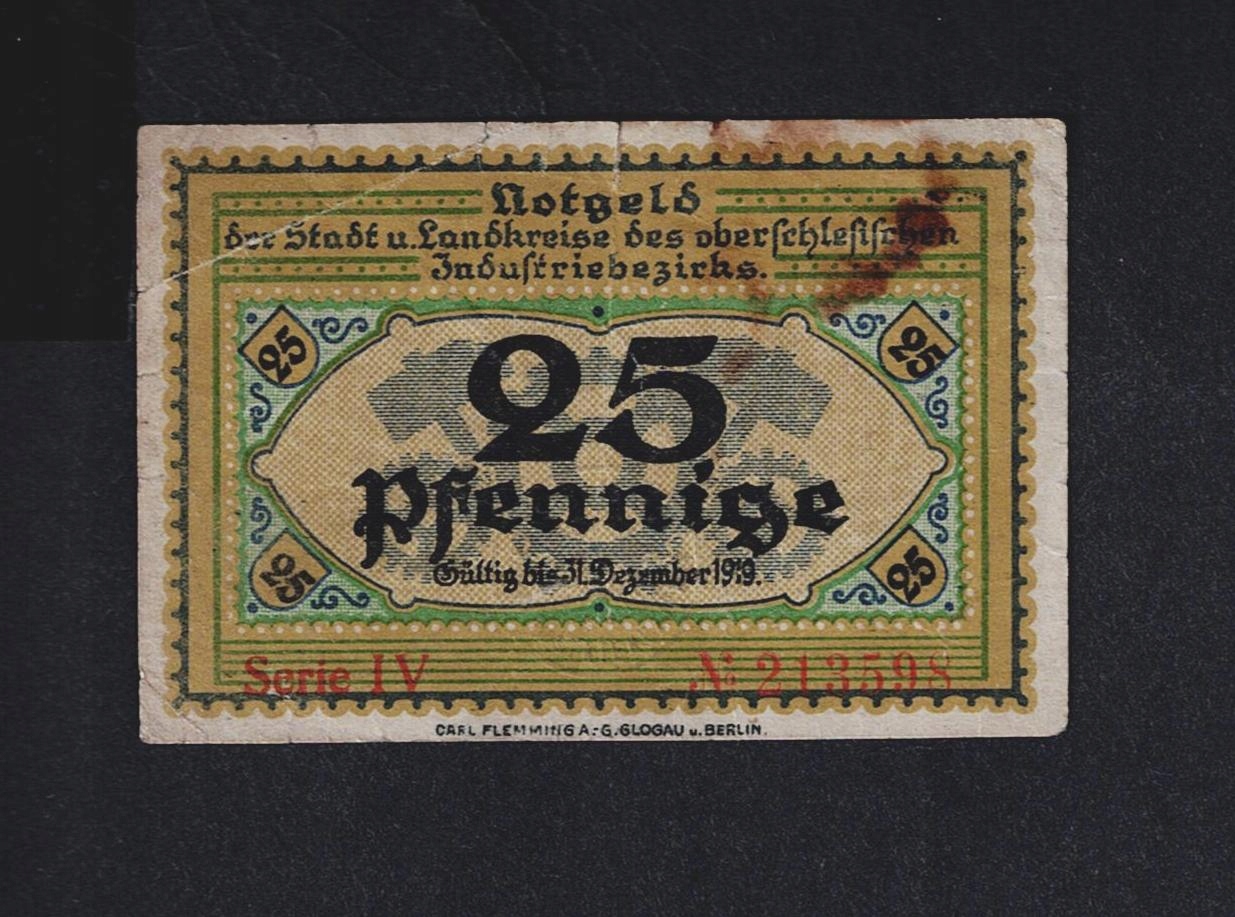 Notgeld
der Stadt u. Landkreise des oberschlesischen
Industriebezirks.
25
25
25
Pfennige
Gültig bis 31. Dezember 1919.
25
25
Serie IV
№ 213598
CARL FLEMMING A.-G. GLOGAU u. BERLIN.